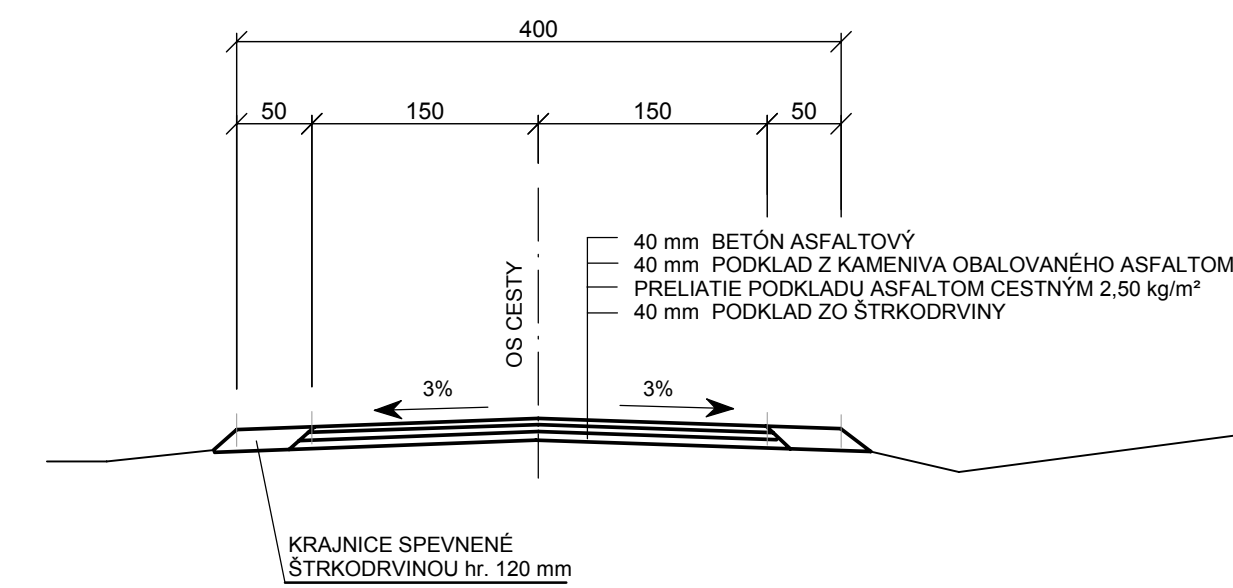 400
50 150 150 50
40 mm BETÓN ASFALTOVÝ
40 mm PODKLAD Z KAMENIVA OBALOVANÉHO ASFALTOM
PRELIATIE PODKLADU ASFALTOM CESTNÝM 2,50 kg/m²
40 mm PODKLAD ZO ŠTRKODRVINY
OS CESTY
3% 3%
KRAJNICE SPEVNENÉ
ŠTRKODRVINOU hr. 120 mm